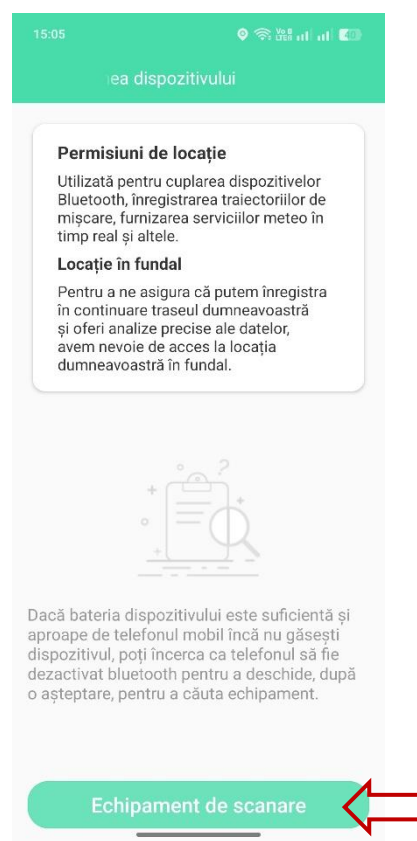 15:05
Vo LTE
40
ea dispozitivului
Permisiuni de locație
Utilizată pentru cuplarea dispozitivelor
Bluetooth, înregistrarea traiectoriilor de
mișcare, furnizarea serviciilor meteo în
timp real și altele.
Locație în fundal
Pentru a ne asigura că putem înregistra
în continuare traseul dumneavoastră
și oferi analize precise ale datelor,
avem nevoie de acces la locația
dumneavoastră în fundal.
?
Dacă bateria dispozitivului este suficientă și
aproape de telefonul mobil încă nu găsești
dispozitivul, poți încerca ca telefonul să fie
dezactivat bluetooth pentru a deschide, după
o așteptare, pentru a căuta echipament.
Echipament de scanare